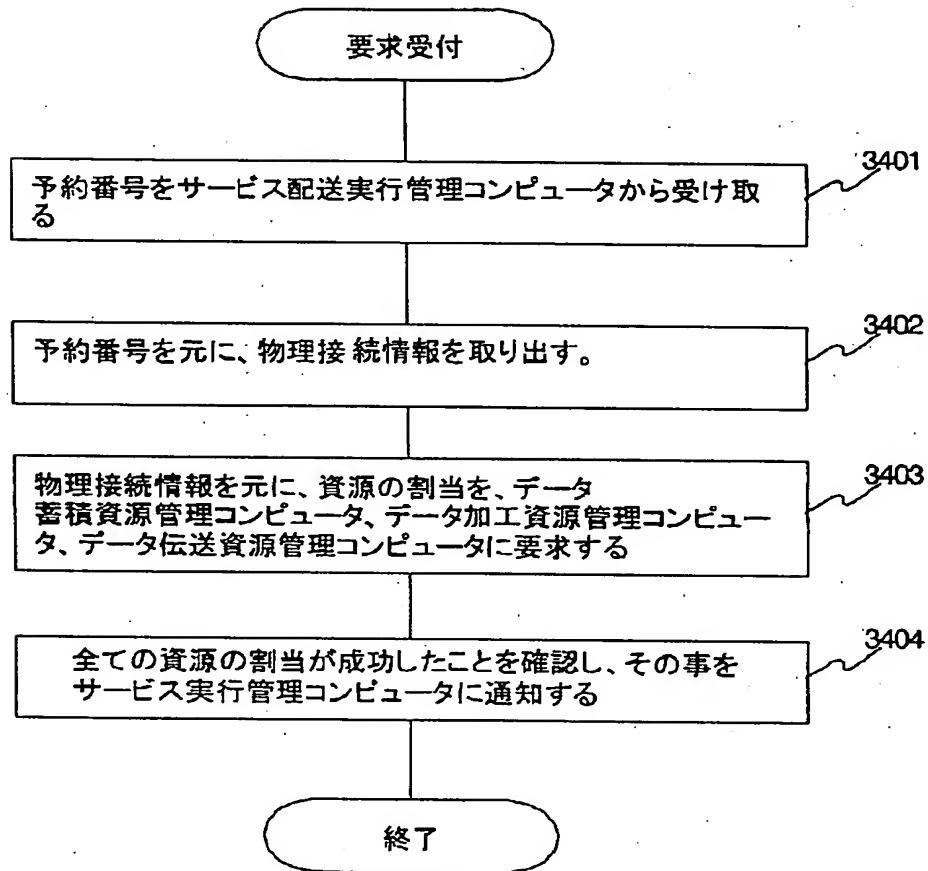 要求受付
3401
予約番号をサービス配送実行管理コンピュータから受け取
る
3402
予約番号を元に、物理接続情報を取り出す。
3403
物理接続情報を元に、資源の割当を、データ
蓄積資源管理コンピュータ、データ加工資源管理コンピュー
タ、データ伝送資源管理コンピュータに要求する
3404
全ての資源の割当が成功したことを確認し、その事を
サービス実行管理コンピュータに通知する
終了